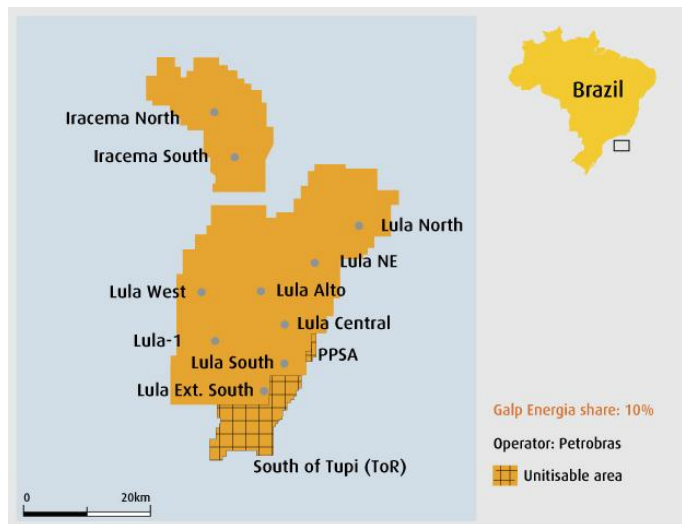 Brazil
Iracema North
Iracema South
Lula North
Lula NE
Lula West
Lula Alto
Lula Central
Lula-1
Lula South
PPSA
Lula Ext. South
South of Tupi (ToR)
0
20km
Galp Energia share: 10%
Operator: Petrobras
Unitisable area